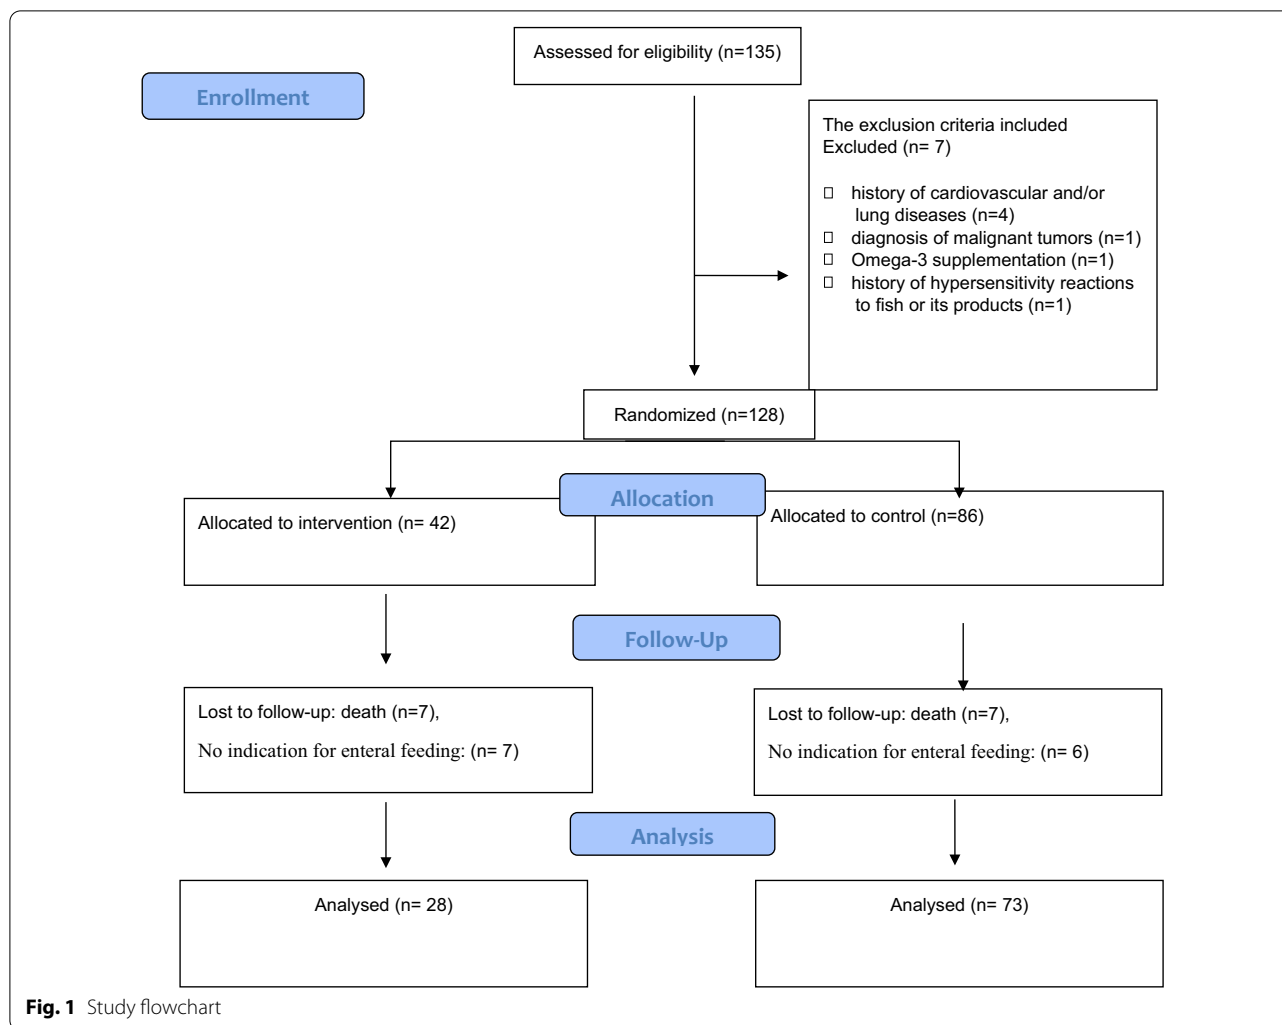 Assessed for eligibility (n=135)
Enrollment
The exclusion criteria included
Excluded (n= 7)
history of cardiovascular and/or
lung diseases (n=4)
diagnosis of malignant tumors (n=1)
Omega-3 supplementation (n=1)
history of hypersensitivity reactions
to fish or its products (n=1)
Randomized (n=128)
Allocation
Allocated to intervention (n= 42)
Allocated to control (n=86)
Follow-Up
Lost to follow-up: death (n=7),
No indication for enteral feeding: (n= 7)
Lost to follow-up: death (n=7),
No indication for enteral feeding: (n= 6)
Analysis
Analysed (n= 28)
Analysed (n= 73)
Fig. 1 Study flowchart